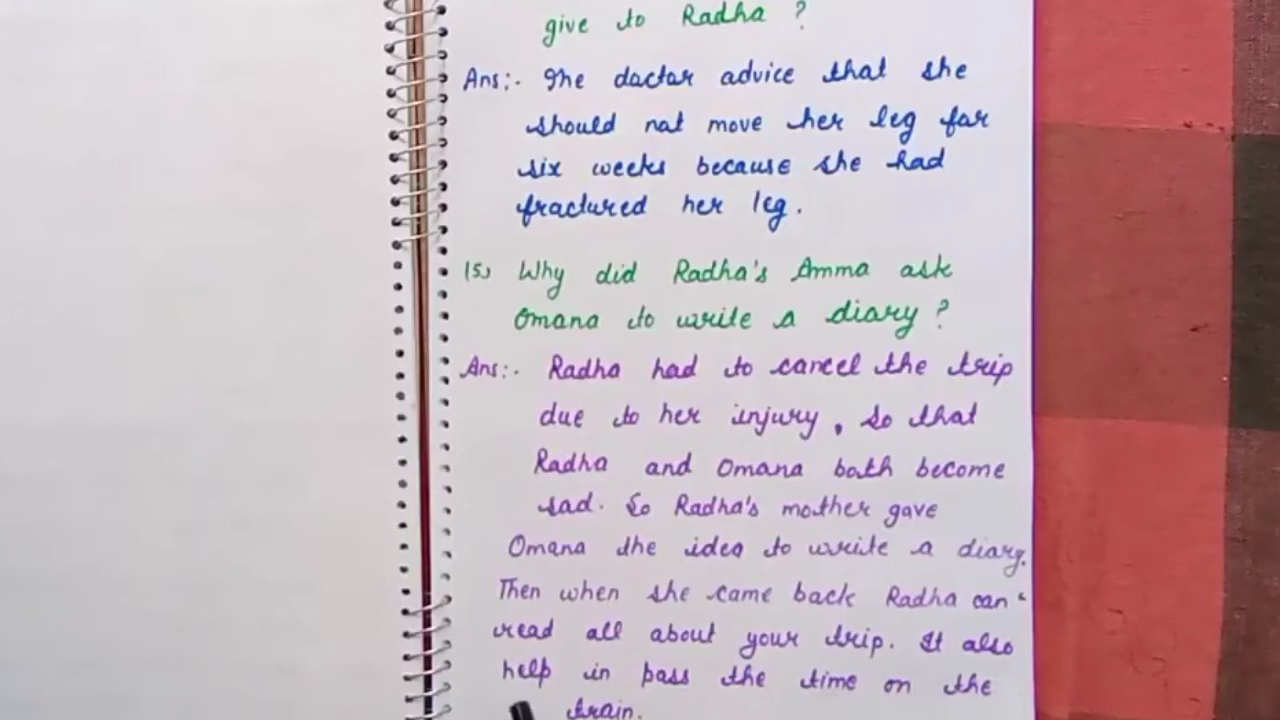 give to Radha ?
Ans:- The doctor advice that she
should not move her leg for
six weeks because she had
fractured her leg.
15) Why did Radha's Amma ask
Omana to write a diary ?
Ans:- Radha had to cancel the trip
due to her injury, so that
Radha and Omana both become
sad. So Radha's mother gave
Omana the idea to write a diary.
Then when she came back Radha can
read all about your trip. It also
help in pass the time on the
train.